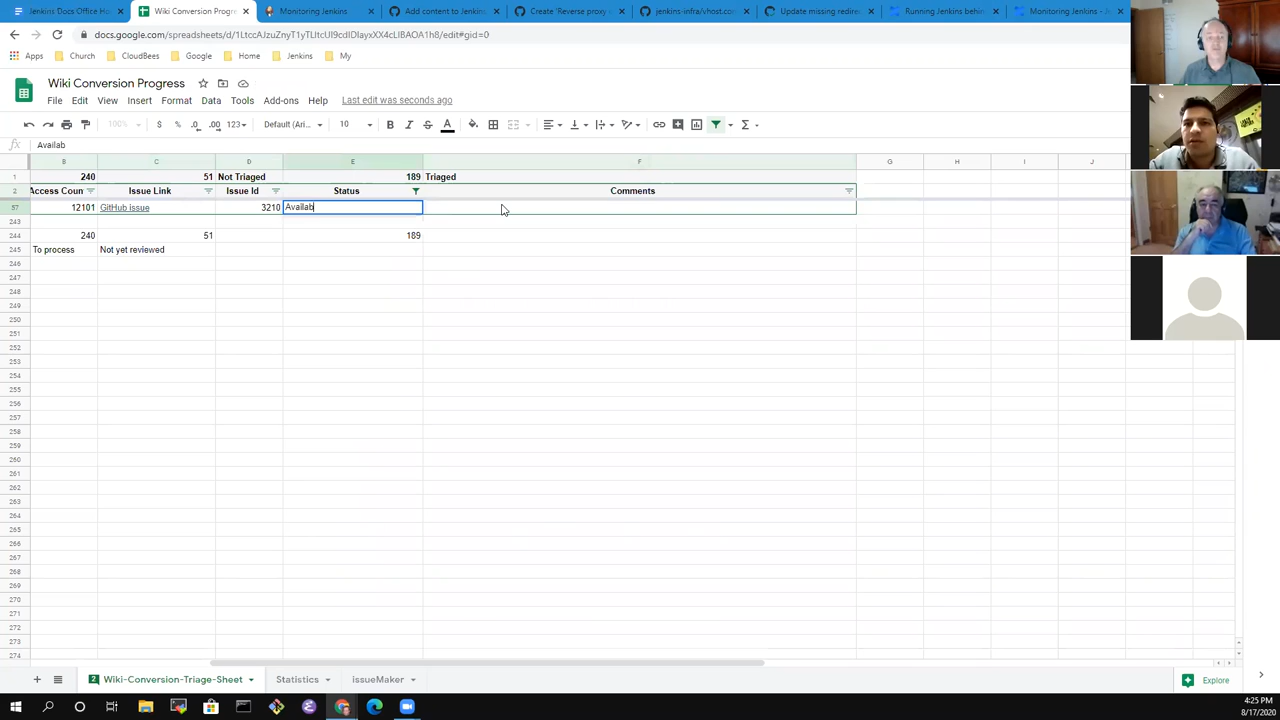 Jenkins Docs Office Ho
Wiki Conversion Progre
Monitoring Jenkins
Add content to Jenkins
Create 'Reverse proxy
jenkins-infra/vhost.con
Update missing redire
Running Jenkins behin
Monitoring Jenkins - A
docs.google.com/spreadsheets/d/
Apps
Church
CloudBees
Google
Home
Jenkins
My
Wiki Conversion Progress
File Edit View Insert Format Data Tools Add-ons Help Last edit was seconds ago
100% $ % .0 .00 123 Default (Ari... 10 B I S A
fx Availab
B C D E F G H I J
1 240 51 Not Triaged 189 Triaged
2 Access Coun Issue Link Issue Id Status Comments
57 12101 GitHub issue 3210 Availab
243
244 240 51 189
245 To process Not yet reviewed
246
247
248
249
250
251
252
253
254
255
256
257
258
259
260
261
262
263
264
265
266
267
268
269
270
271
272
273
274
2 Wiki-Conversion-Triage-Sheet Statistics issueMaker Explore
4:25 PM
8/17/2020